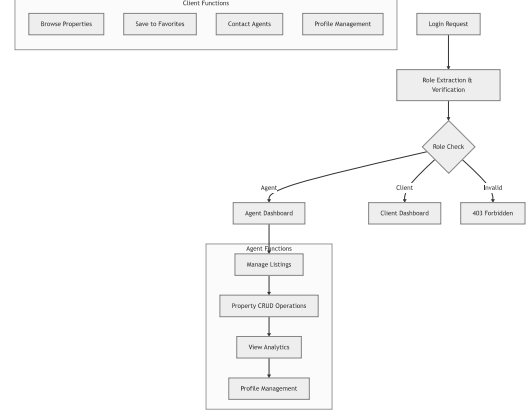 Client Functions
Browse Properties
Save to Favorites
Contact Agents
Profile Management
Login Request
Role Extraction &
Verification
Role Check
Agent
Client
Invalid
Agent Dashboard
Client Dashboard
403 Forbidden
Agent Functions
Manage Listings
Property CRUD Operations
View Analytics
Profile Management